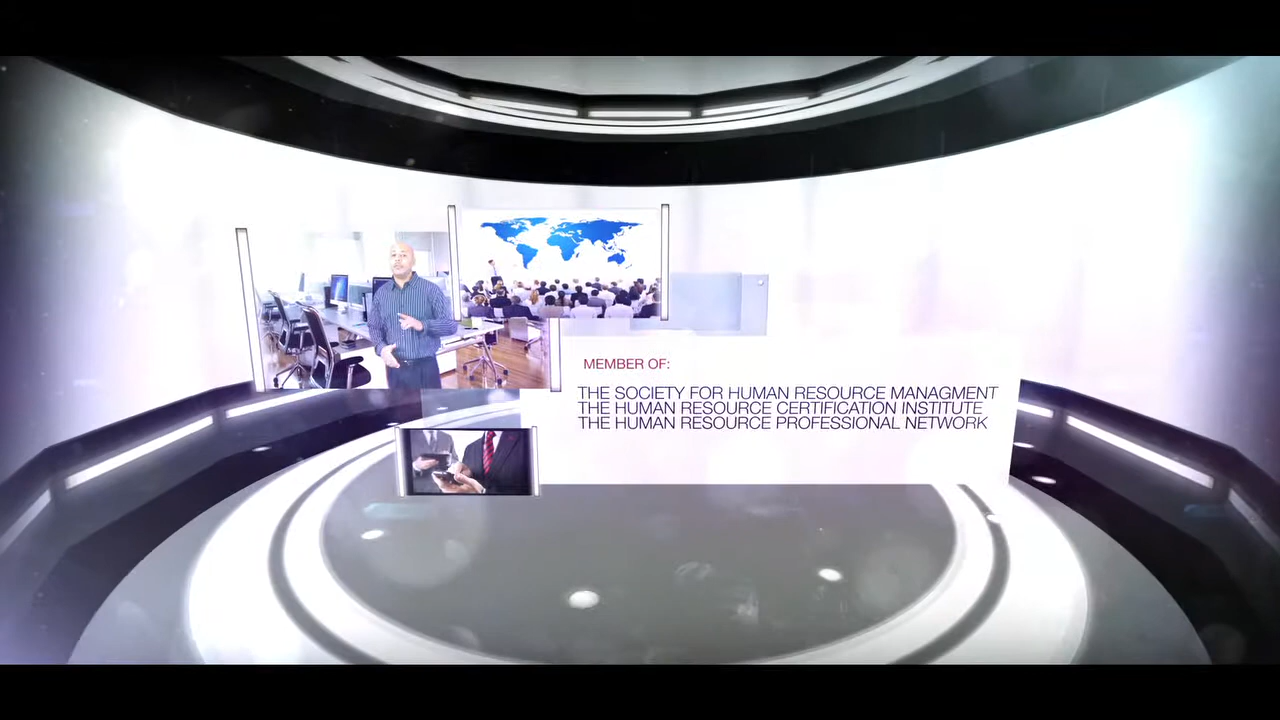 MEMBER OF:
THE SOCIETY FOR HUMAN RESOURCE MANAGMENT
THE HUMAN RESOURCE CERTIFICATION INSTITUTE
THE HUMAN RESOURCE PROFESSIONAL NETWORK